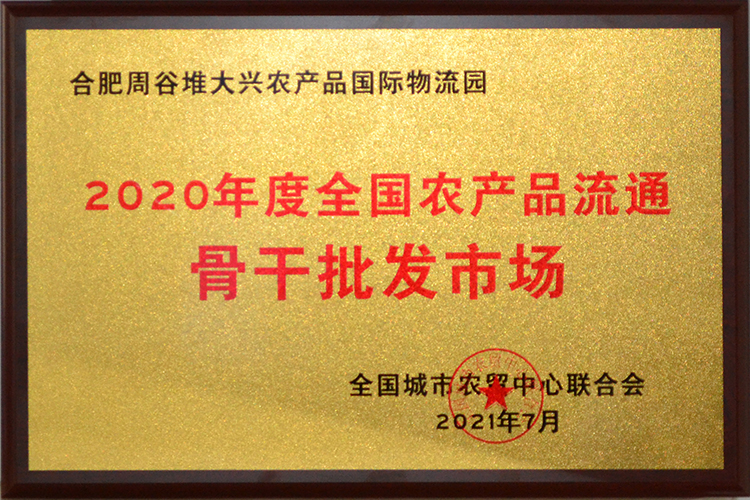 合肥周谷堆大兴农产品国际物流园
2020年度全国农产品流通
骨干批发市场
全国城市农贸中心联合会
2021年7月